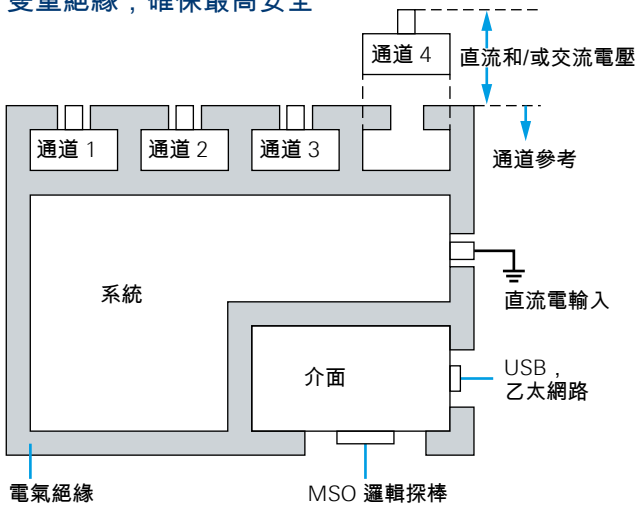 雙重絕緣，確保最高安全
通道 4
直流和/或交流電壓
通道 1
通道 2
通道 3
通道參考
系統
直流電輸入
介面
USB，
乙太網路
電氣絕緣
MSO 邏輯探棒